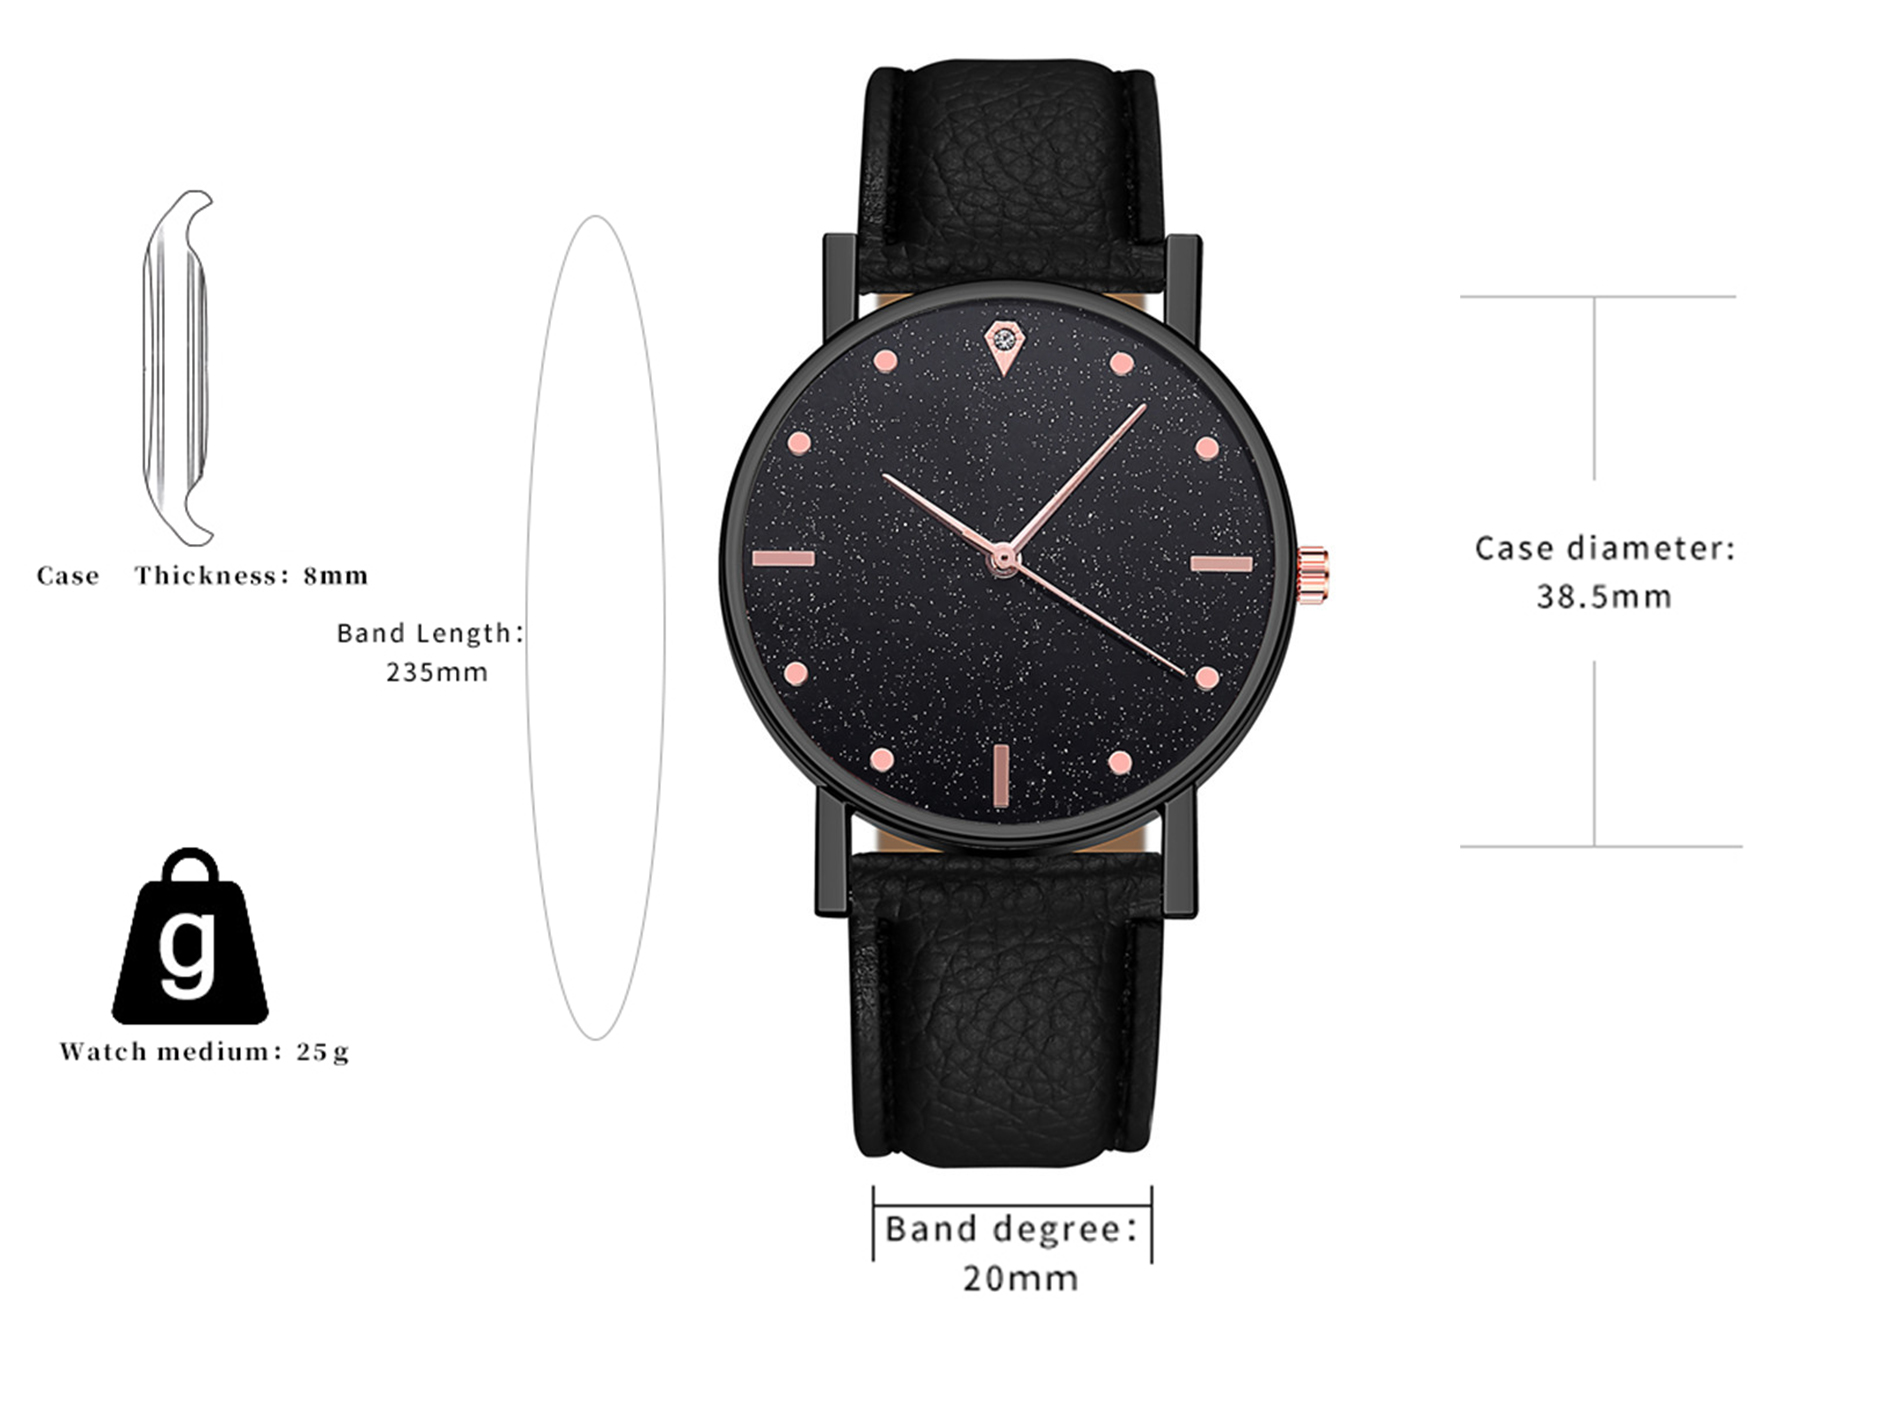 Case Thickness: 8mm
Band Length:
235mm
Case diameter:
38.5mm
g
Watch medium: 25g
Band degree:
20mm